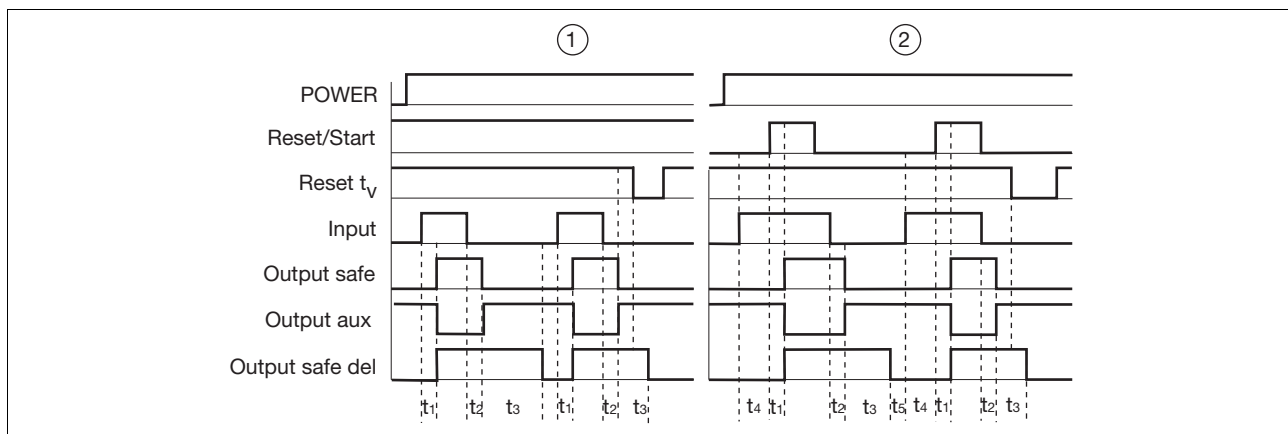 ① ②
POWER
Reset/Start
Reset tV
Input
Output safe
Output aux
Output safe del
t1 t2 t3 t1 t2 t3 t4 t1 t2 t3 t5 t4 t1 t2 t3